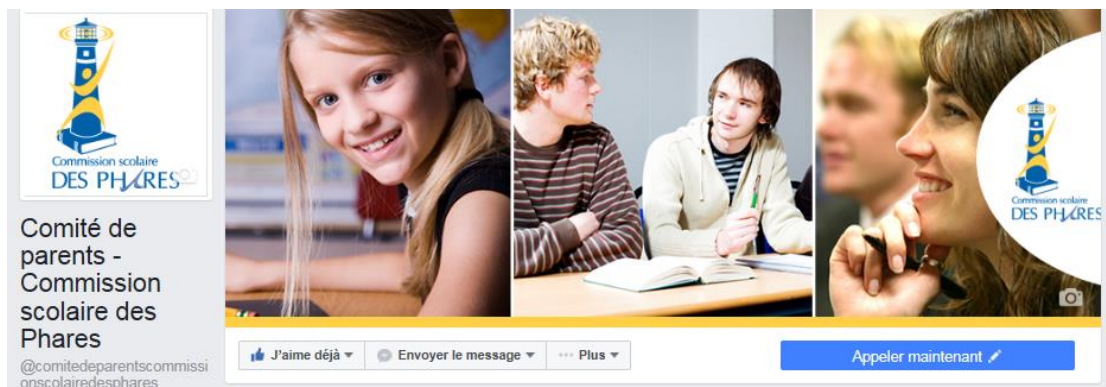 Commission scolaire
DES PHARES
Comité de
parents -
Commission
scolaire des
Phares
@comitedeparentscommissi
onscolairedesphares
Commission scolaire
DES PHARES
J'aime déjà
Envoyer le message
Plus
Appeler maintenant